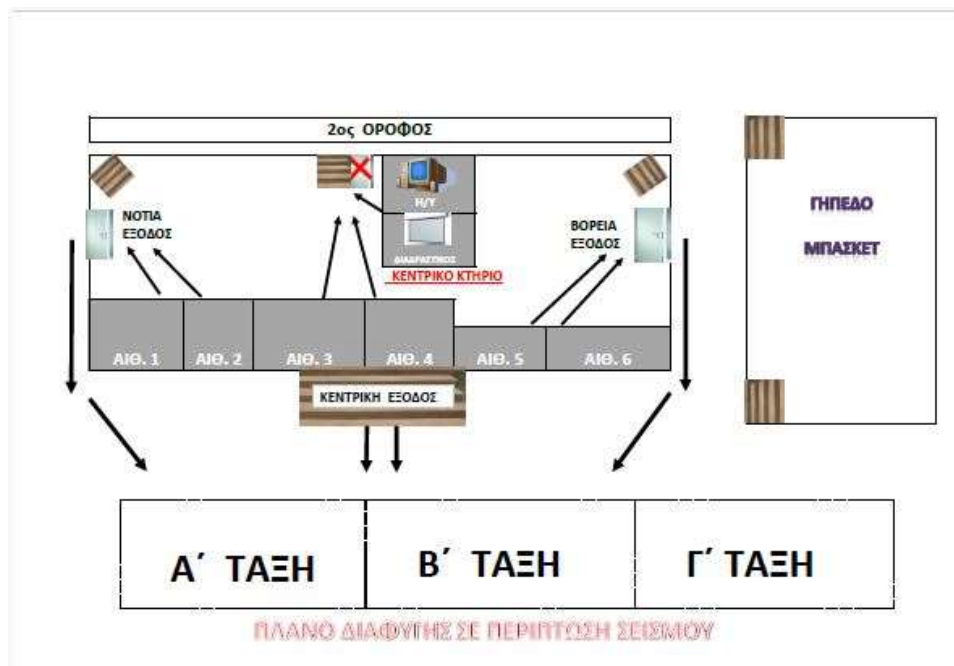 2ος ΟΡΟΦΟΣ
Η/Υ
ΝΟΤΙΑ
ΕΞΟΔΟΣ
ΒΟΡΕΙΑ
ΕΞΟΔΟΣ
ΓΗΠΕΔΟ
ΜΠΑΣΚΕΤ
ΔΙΑΔΡΑΣΤΙΚΟΣ
ΚΕΝΤΡΙΚΟ ΚΤΗΡΙΟ
ΑΙΘ. 1
ΑΙΘ. 2
ΑΙΘ. 3
ΑΙΘ. 4
ΑΙΘ. 5
ΑΙΘ. 6
ΚΕΝΤΡΙΚΗ ΕΞΟΔΟΣ
Α΄ ΤΑΞΗ
Β΄ ΤΑΞΗ
Γ΄ ΤΑΞΗ
ΠΛΑΝΟ ΔΙΑΦΥΓΗΣ ΣΕ ΠΕΡΙΠΤΩΣΗ ΣΕΙΣΜΟΥ